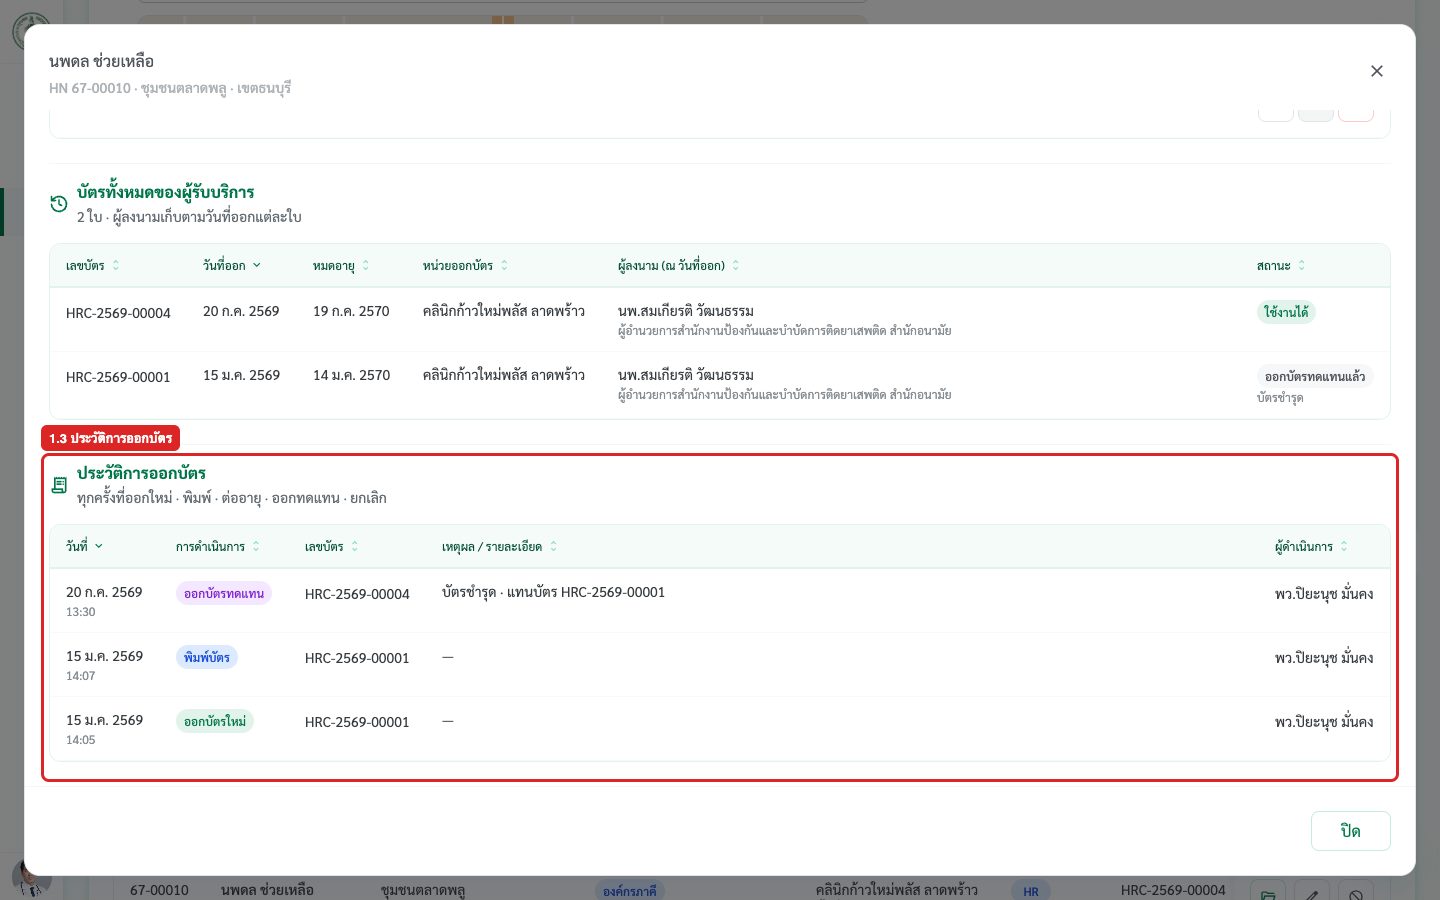 นพดล ช่วยเหลือ
HN 67-00010 · ชุมชนตลาดพลู · เขตธนบุรี
บัตรทั้งหมดของผู้รับบริการ
2 ใบ · ผู้ลงนามเก็บตามวันที่ออกแต่ละใบ
เลขบัตร วันที่ออก หมดอายุ หน่วยออกบัตร ผู้ลงนาม (ณ วันที่ออก) สถานะ
HRC-2569-00004 20 ก.ค. 2569 19 ก.ค. 2570 คลินิกก้าวใหม่พลัส ลาดพร้าว นพ.สมเกียรติ วัฒนธรรม ใช้งานได้
ผู้อำนวยการสำนักงานป้องกันและบำบัดการติดยาเสพติด สำนักอนามัย
HRC-2569-00001 15 ม.ค. 2569 14 ม.ค. 2570 คลินิกก้าวใหม่พลัส ลาดพร้าว นพ.สมเกียรติ วัฒนธรรม ออกบัตรทดแทนแล้ว
ผู้อำนวยการสำนักงานป้องกันและบำบัดการติดยาเสพติด สำนักอนามัย บัตรชำรุด
1.3 ประวัติการออกบัตร
ประวัติการออกบัตร
ทุกครั้งที่ออกใหม่ · พิมพ์ · ต่ออายุ · ออกทดแทน · ยกเลิก
วันที่ การดำเนินการ เลขบัตร เหตุผล / รายละเอียด ผู้ดำเนินการ
20 ก.ค. 2569 ออกบัตรทดแทน HRC-2569-00004 บัตรชำรุด · แทนบัตร HRC-2569-00001 พว.ปิยะนุช มั่นคง
13:30
15 ม.ค. 2569 พิมพ์บัตร HRC-2569-00001 — พว.ปิยะนุช มั่นคง
14:07
15 ม.ค. 2569 ออกบัตรใหม่ HRC-2569-00001 — พว.ปิยะนุช มั่นคง
14:05
ปิด
67-00010 นพดล ช่วยเหลือ ชุมชนตลาดพลู องค์กรภาคี คลินิกก้าวใหม่พลัส ลาดพร้าว HR HRC-2569-00004